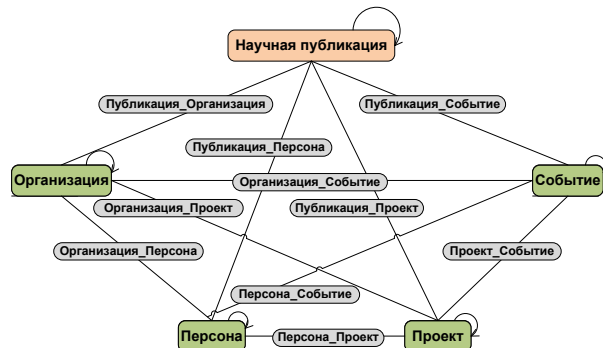 Научная публикация
Публикация_Организация
Публикация_Событие
Публикация_Персона
Организация
Организация_Событие
Событие
Организация_Проект
Публикация_Проект
Организация_Персона
Проект_Событие
Персона_Событие
Персона
Персона_Проект
Проект